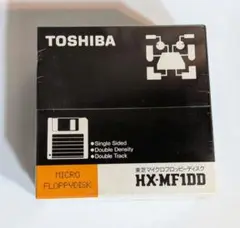 TOSHIBA
•Single Sided
•Double Density
•Double Track
MICRO
FLOPPYDISK
東芝マイクロフロッピーディスク
HX-MF1DD